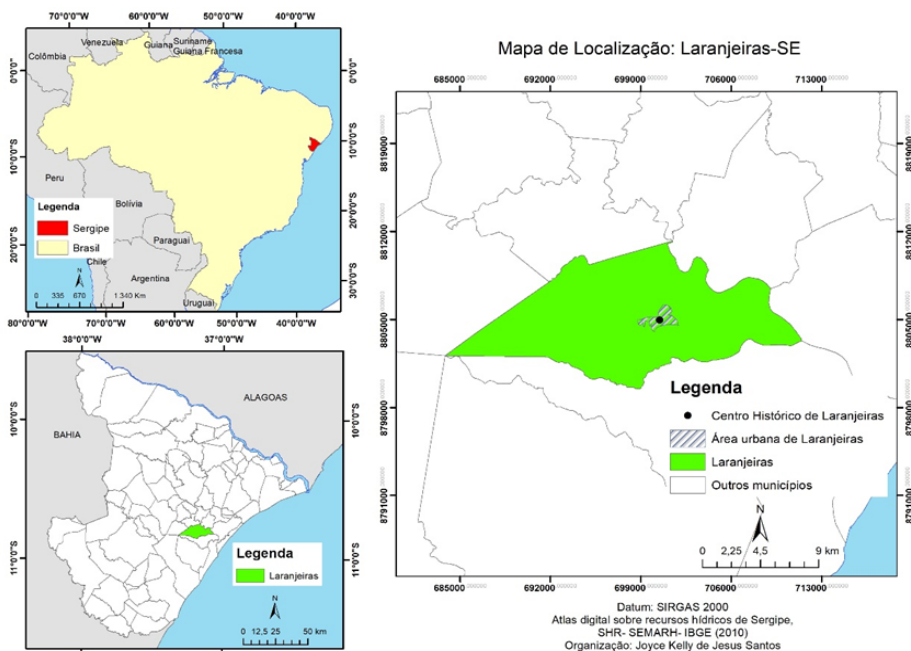 70°0'0"W 60°0'0"W 50°0'0"W 40°0'0"W
Venezuela
Suriname
Guiana
Guiana Francesa
Colômbia
0°0'0"
0°0'0"
10°0'0"S
10°0'0"S
Peru
Bolívia
Legenda
Sergipe
Brasil
20°0'0"S
20°0'0"S
Paraguai
Chile
N
Argentina
30°0'0"S
30°0'0"S
0 335 670 1.340 Km
Uruguai
80°0'0"W 70°0'0"W 60°0'0"W 50°0'0"W 40°0'0"W
38°0'0"W 37°0'0"W
ALAGOAS
10°0'0"S
10°0'0"S
BAHIA
11°0'0"S
11°0'0"S
Legenda
Laranjeiras
N
0 12,5 25 50 km
Mapa de Localização: Laranjeiras-SE
685000 692000 699000 706000 713000
8819000
8819000
8812000
8812000
8805000
8805000
8798000
8798000
8791000
8791000
Legenda
Centro Histórico de Laranjeiras
Área urbana de Laranjeiras
Laranjeiras
Outros municípios
N
0 2,25 4,5 9 km
685000 692000 699000 706000 713000
Datum: SIRGAS 2000
Atlas digital sobre recursos hídricos de Sergipe,
SHR- SEMARH- IBGE (2010)
Organização: Joyce Kelly de Jesus Santos